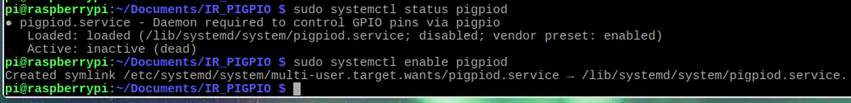 pi@raspberrypi:~/Documents/IR_PIGPIO $ sudo systemctl status pigpiod
● pigpiod.service - Daemon required to control GPIO pins via pigpio
Loaded: loaded (/lib/systemd/system/pigpiod.service; disabled; vendor preset: enabled)
Active: inactive (dead)
pi@raspberrypi:~/Documents/IR_PIGPIO $ sudo systemctl enable pigpiod
Created symlink /etc/systemd/system/multi-user.target.wants/pigpiod.service → /lib/systemd/system/pigpiod.service.
pi@raspberrypi:~/Documents/IR_PIGPIO $